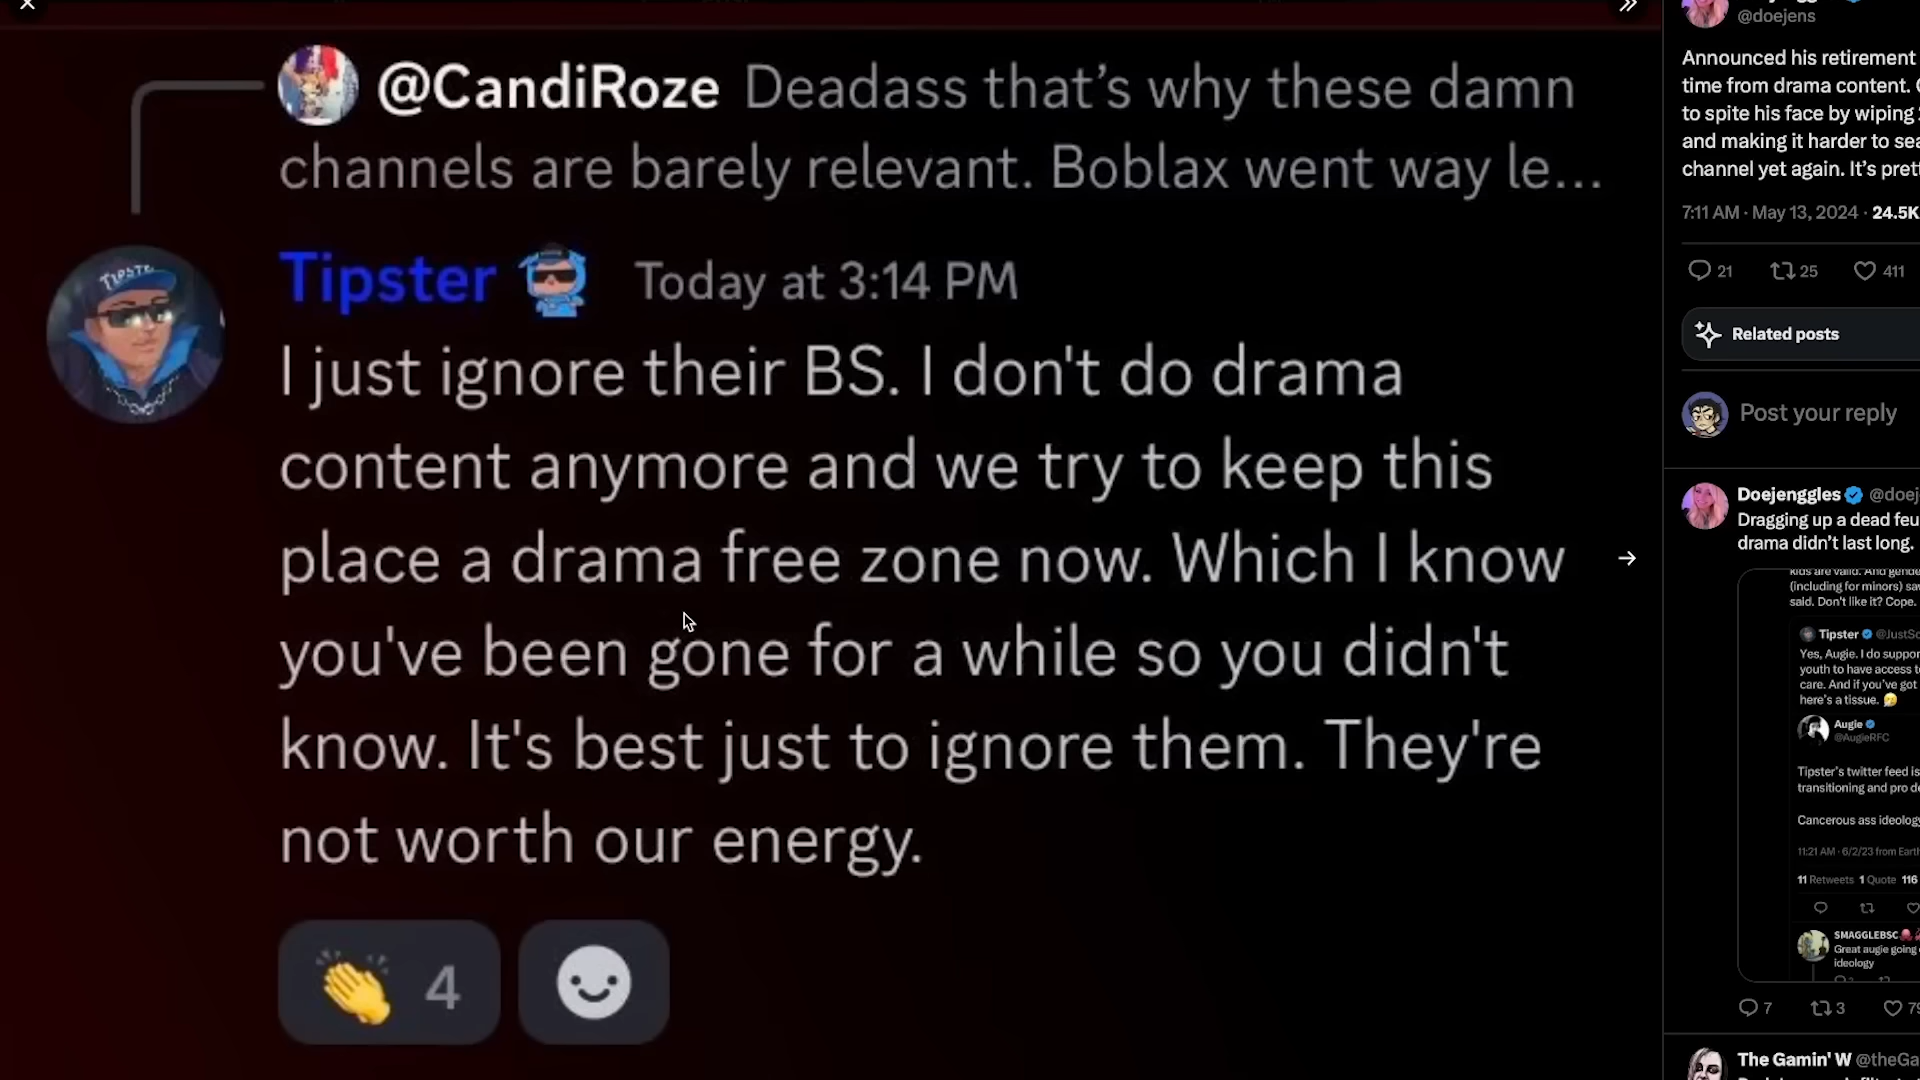 @CandiRoze Deadass that's why these damn
channels are barely relevant. Boblax went way le...
Tipster Today at 3:14 PM
I just ignore their BS. I don't do drama
content anymore and we try to keep this
place a drama free zone now. Which I know
you've been gone for a while so you didn't
know. It's best just to ignore them. They're
not worth our energy.
4
@doejens
Announced his retirement
time from drama content.
to spite his face by wiping
and making it harder to sea
channel yet again. It's pret
7:11 AM · May 13, 2024 · 24.5K
21 25 411
Related posts
Post your reply
Doejenggles @doej
Dragging up a dead feu
drama didn't last long.
kids are valid. And gende
(including for minors) sa
said. Don't like it? Cope.
Tipster @JustSo
Yes, Augie. I do suppor
youth to have access t
care. And if you've got
here's a tissue.
Augie
@AugieRFC
Tipster's twitter feed is
transitioning and pro de
Cancerous ass ideology
11:21 AM · 6/2/23 from Earth
11 Retweets 1 Quote 116
SMAGGLEBSC
Great augie going
ideology
7 3 79
The Gamin' W @theGa